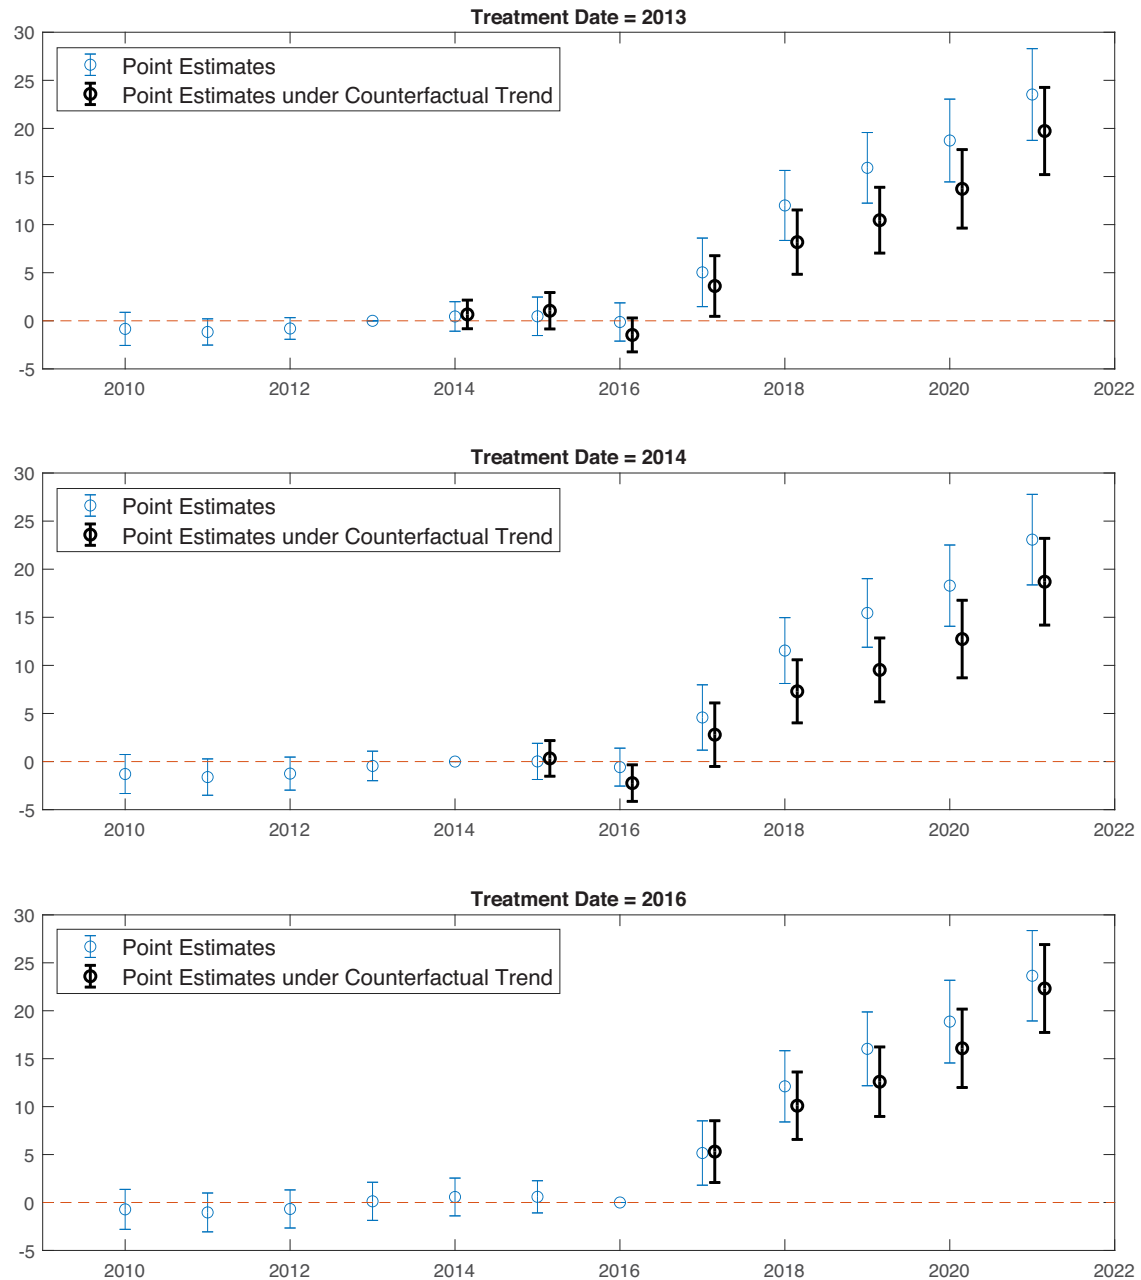 Treatment Date = 2013
30
25
20
15
10
5
0
-5
Point Estimates
Point Estimates under Counterfactual Trend
2010 2012 2014 2016 2018 2020 2022
Treatment Date = 2014
30
25
20
15
10
5
0
-5
Point Estimates
Point Estimates under Counterfactual Trend
2010 2012 2014 2016 2018 2020 2022
Treatment Date = 2016
30
25
20
15
10
5
0
-5
Point Estimates
Point Estimates under Counterfactual Trend
2010 2012 2014 2016 2018 2020 2022